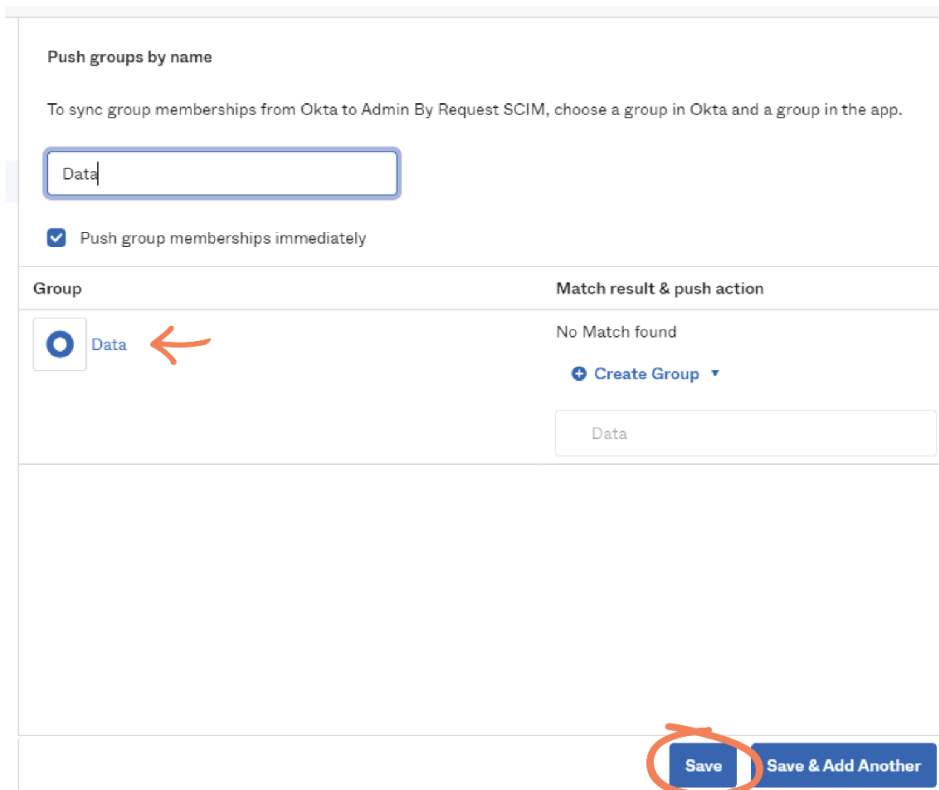 Push groups by name
To sync group memberships from Okta to Admin By Request SCIM, choose a group in Okta and a group in the app.
Data
Push group memberships immediately
Group
Match result & push action
Data
No Match found
Create Group
Data
Save
Save & Add Another